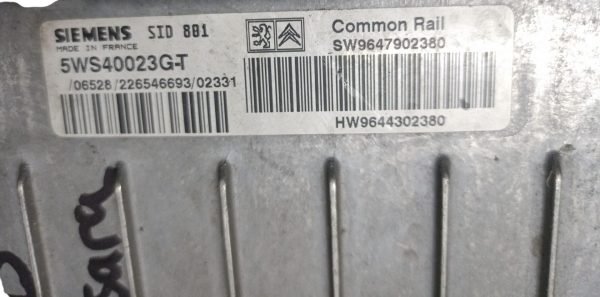 SIEMENS SID 801
MADE IN FRANCE
5WS40023G-T
/06528/226546693/02331
Common Rail
SW9647902380
HW9644302380